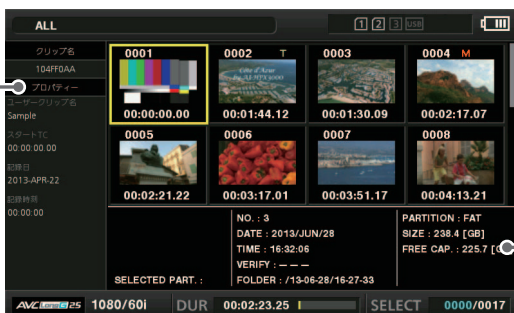 ALL
1 2 3 USB
クリップ名
104FF0AA
プロパティー
ユーザークリップ名
Sample
スタートTC
00:00:00.00
記録日
2013-APR-22
記録時刻
00:00:00
0001
00:00:00.00
0002 T
Côte d'Azur
00:01:44.12
0003
00:01:30.09
0004 M
00:02:17.07
0005
00:02:21.22
0006
00:03:17.01
0007
00:03:51.17
0008
00:04:13.21
SELECTED PART. :
NO. : 3
DATE : 2013/JUN/28
TIME : 16:32:06
VERIFY : – – –
FOLDER : /13-06-28/16-27-33
PARTITION : FAT
SIZE : 238.4 [GB]
FREE CAP. : 225.7 [G
AVC LongG 25 1080/60i DUR 00:02:23.25 SELECT 0000/0017